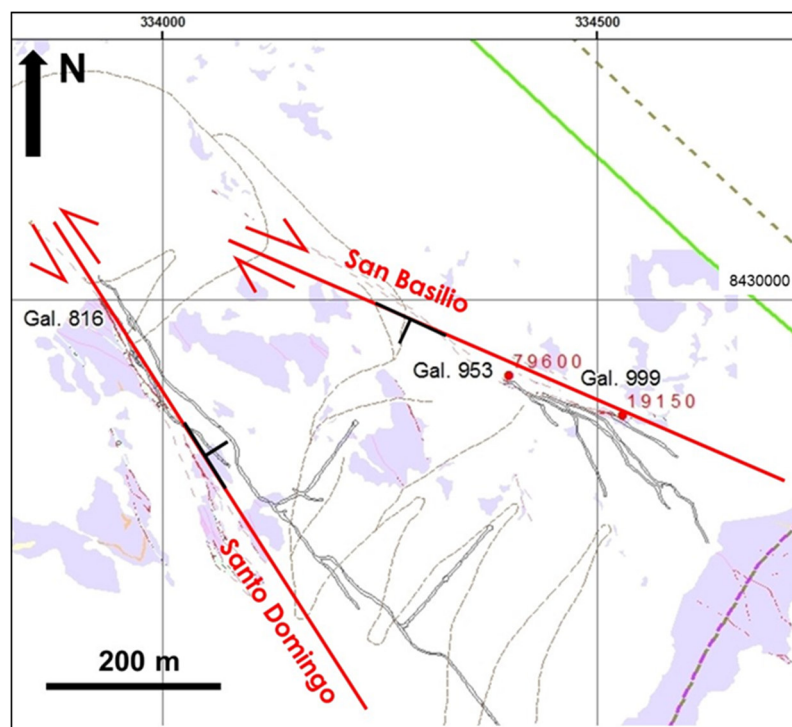 334000
334500
N
San Basilio
8430000
Gal. 816
Gal. 953
79600
Gal. 999
19150
Santo Domingo
200 m